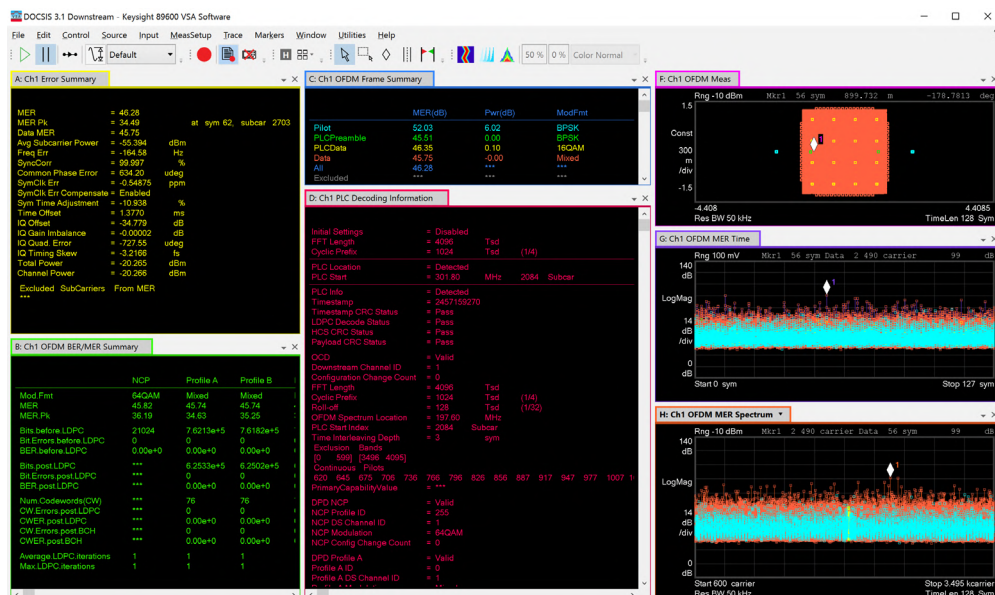 DOCSIS 3.1 Downstream - Keysight 89600 VSA Software
File Edit Control Source Input MeasSetup Trace Markers Window Utilities Help
Default 50 % 0 % Color Normal
A: Ch1 Error Summary
MER = 46.28
MER Pk = 34.49 at sym 62, subcar 2703
Data MER = 45.75
Avg Subcarrier Power = -55.394 dBm
Freq Err = -164.58 Hz
SyncCorr = 99.997 %
Common Phase Error = 634.20 udeg
SymClk Err = -0.54875 ppm
SymClk Err Compensate = Enabled
Sym Time Adjustment = -10.938 %
Time Offset = 1.3770 ms
IQ Offset = -34.779 dB
IQ Gain Imbalance = -0.00002 dB
IQ Quad. Error = -727.55 udeg
IQ Timing Skew = -3.2166 fs
Total Power = -20.265 dBm
Channel Power = -20.266 dBm
Excluded SubCarriers From MER
***
B: Ch1 OFDM BER/MER Summary
NCP Profile A Profile B
Mod.Fmt 64QAM Mixed Mixed
MER 45.82 45.74 45.74
MER.Pk 36.19 34.63 35.25
Bits.before.LDPC 21024 7.6213e+5 7.6182e+5
Bit Errors.before.LDPC 0 0 0
BER.before.LDPC 0.00e+0 0.00e+0 0.00e+0
Bits.post.LDPC *** 6.2533e+5 6.2502e+5
Bit.Errors.post.LDPC *** 0 0
BER.post.LDPC *** 0.00e+0 0.00e+0
Num.Codewords(CW) *** 76 76
CW.Errors.post.LDPC *** 0 0
CWER.post.LDPC *** 0.00e+0 0.00e+0
CW.Errors.post.BCH *** 0 0
CWER.post.BCH *** 0.00e+0 0.00e+0
Average.LDPC.iterations 1 1 1
Max.LDPC.iterations 1 1 1
C: Ch1 OFDM Frame Summary
MER(dB) Pwr(dB) ModFmt
Pilot 52.03 6.02 BPSK
PLCPreamble 45.51 0.00 BPSK
PLCData 46.35 0.10 16QAM
Data 45.75 -0.00 Mixed
All 46.28 *** ***
Excluded *** *** ***
D: Ch1 PLC Decoding Information
Initial Settings = Disabled
FFT Length = 4096 Tsd
Cyclic Prefix = 1024 Tsd (1/4)
PLC Location = Detected
PLC Start = 301.80 MHz 2084 Subcar
PLC Info = Detected
Timestamp = 2457159270
Timestamp CRC Status = Pass
LDPC Decode Status = Pass
HCS CRC Status = Pass
Payload CRC Status = Pass
OCD = Valid
Downstream Channel ID = 1
Configuration Change Count = 0
FFT Length = 4096 Tsd
Cyclic Prefix = 1024 Tsd (1/4)
Roll-off = 128 Tsd (1/32)
OFDM Spectrum Location = 197.60 MHz
PLC Start Index = 2084 Subcar
Time Interleaving Depth = 3 sym
Exclusion Bands
[0 599] [3496 4095]
Continuous Pilots
620 645 675 706 736 766 796 826 856 887 917 947 977 1007
PrimaryCapabilityValue = ***
DPD NCP = Valid
NCP Profile ID = 255
NCP DS Channel ID = 1
NCP Modulation = 64QAM
NCP Config Change Count = 0
DPD Profile A = Valid
Profile A ID = 0
Profile A DS Channel ID = 1
F: Ch1 OFDM Meas
Rng -10 dBm Mkr1 56 sym 899.732 m -178.7813 deg
1.5
Const
300
m
/div
-1.5
1
-4.408 4.4085
Res BW 50 kHz TimeLen 128 Sym
G: Ch1 OFDM MER Time
Rng 100 mV Mkr1 56 sym Data 2 490 carrier 99 dB
140
dB
LogMag
14
dB
/div
0
dB
1
Start 0 sym Stop 127 sym
H: Ch1 OFDM MER Spectrum
Rng -10 dBm Mkr1 2 490 carrier Data 56 sym 99 dB
140
dB
LogMag
14
dB
/div
0
dB
1
Start 600 carrier Stop 3.495 kcarrier
Res BW 50 kHz TimeLen 128 Sym